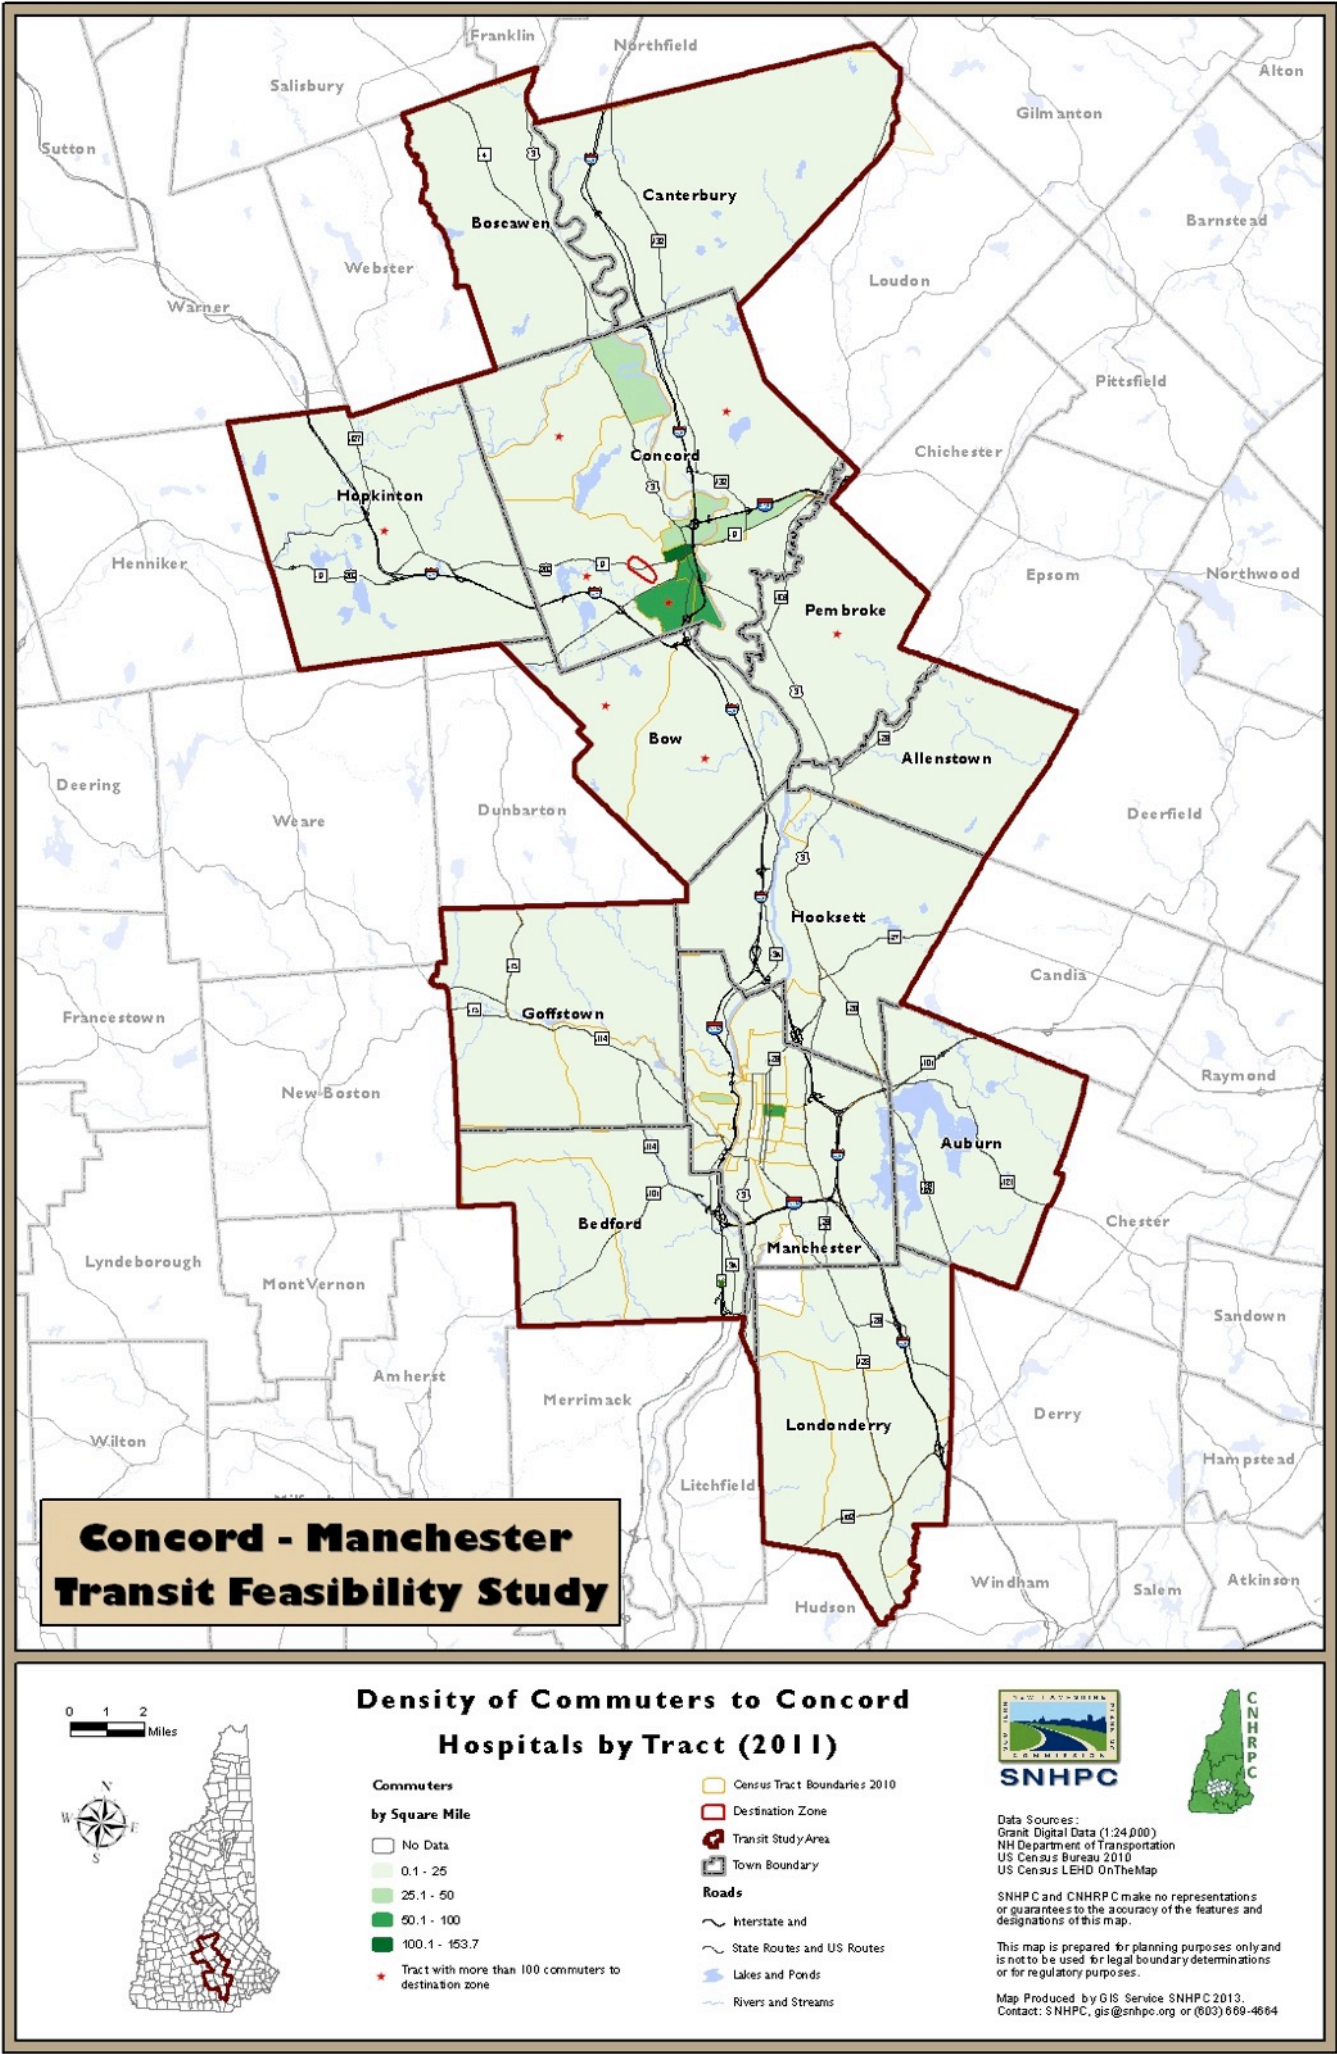 Franklin
Northfield
Salisbury
Alton
Gilmanton
Sutton
Canterbury
Boscawen
Barnstead
Webster
Loudon
Warner
Pittsfield
Chichester
Concord
Hopkinton
Henniker
Epsom
Northwood
Pembroke
Bow
Allenstown
Deering
Dunbarton
Weare
Deerfield
Hooksett
Candia
Goffstown
Francestown
Raymond
New Boston
Auburn
Bedford
Chester
Manchester
Lyndeborough
Mont Vernon
Sandown
Amherst
Merrimack
Derry
Londonderry
Wilton
Hampstead
Litchfield
Windham
Salem
Atkinson
Hudson
Concord - Manchester
Transit Feasibility Study
Density of Commuters to Concord
Hospitals by Tract (2011)
0 1 2
Miles
N
W E
S
Commuters
by Square Mile
No Data
0.1 - 25
25.1 - 50
50.1 - 100
100.1 - 153.7
Tract with more than 100 commuters to
destination zone
Census Tract Boundaries 2010
Destination Zone
Transit Study Area
Town Boundary
Roads
Interstate and
State Routes and US Routes
Lakes and Ponds
Rivers and Streams
SNHPC
CNHRPC
Data Sources:
Granit Digital Data (1:24,000)
NH Department of Transportation
US Census Bureau 2010
US Census LEHD OnTheMap
SNHPC and CNHRPC make no representations
or guarantees to the accuracy of the features and
designations of this map.
This map is prepared for planning purposes only and
is not to be used for legal boundary determinations
or for regulatory purposes.
Map Produced by GIS Service SNHPC 2013.
Contact: SNHPC, gis@snhpc.org or (603) 669-4664